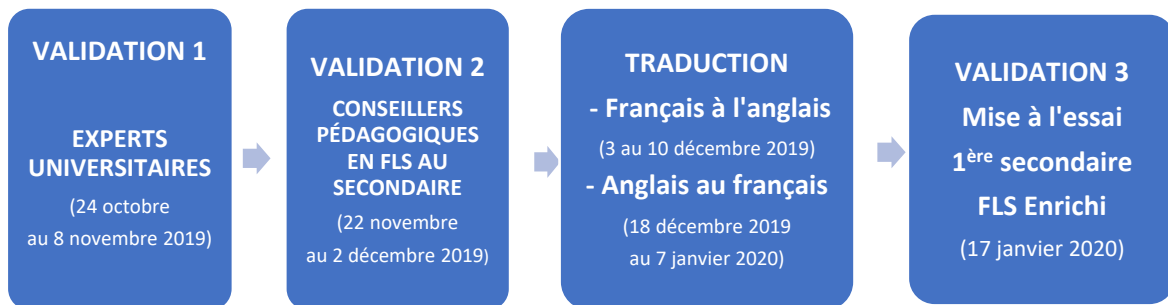 VALIDATION 1
EXPERTS
UNIVERSITAIRES
(24 octobre
au 8 novembre 2019)
VALIDATION 2
CONSEILLERS
PÉDAGOGIQUES
EN FLS AU
SECONDAIRE
(22 novembre
au 2 décembre 2019)
TRADUCTION
- Français à l'anglais
(3 au 10 décembre 2019)
- Anglais au français
(18 décembre 2019
au 7 janvier 2020)
VALIDATION 3
Mise à l'essai
1ère secondaire
FLS Enrichi
(17 janvier 2020)